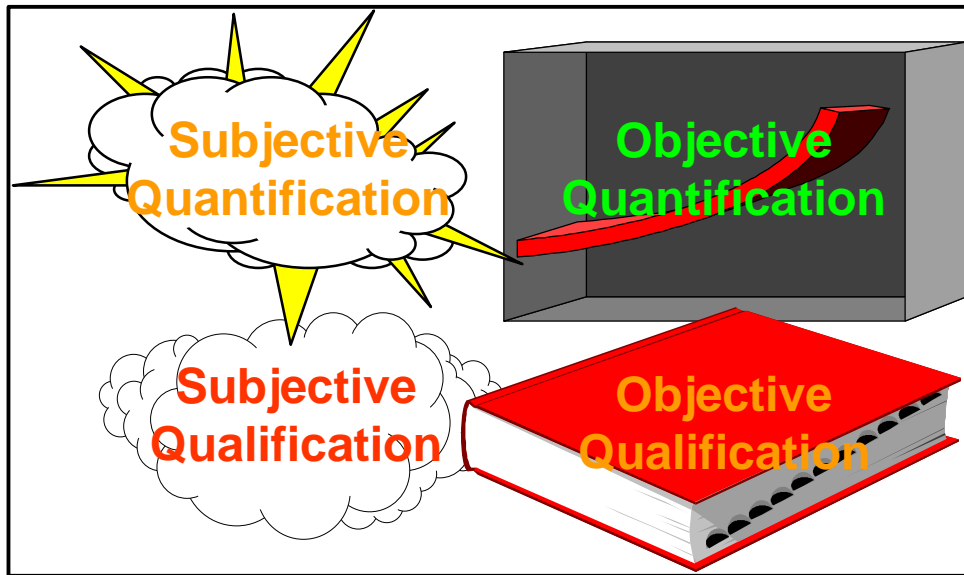 Subjective
Quantification
Objective
Quantification
Subjective
Qualification
Objective
Qualification